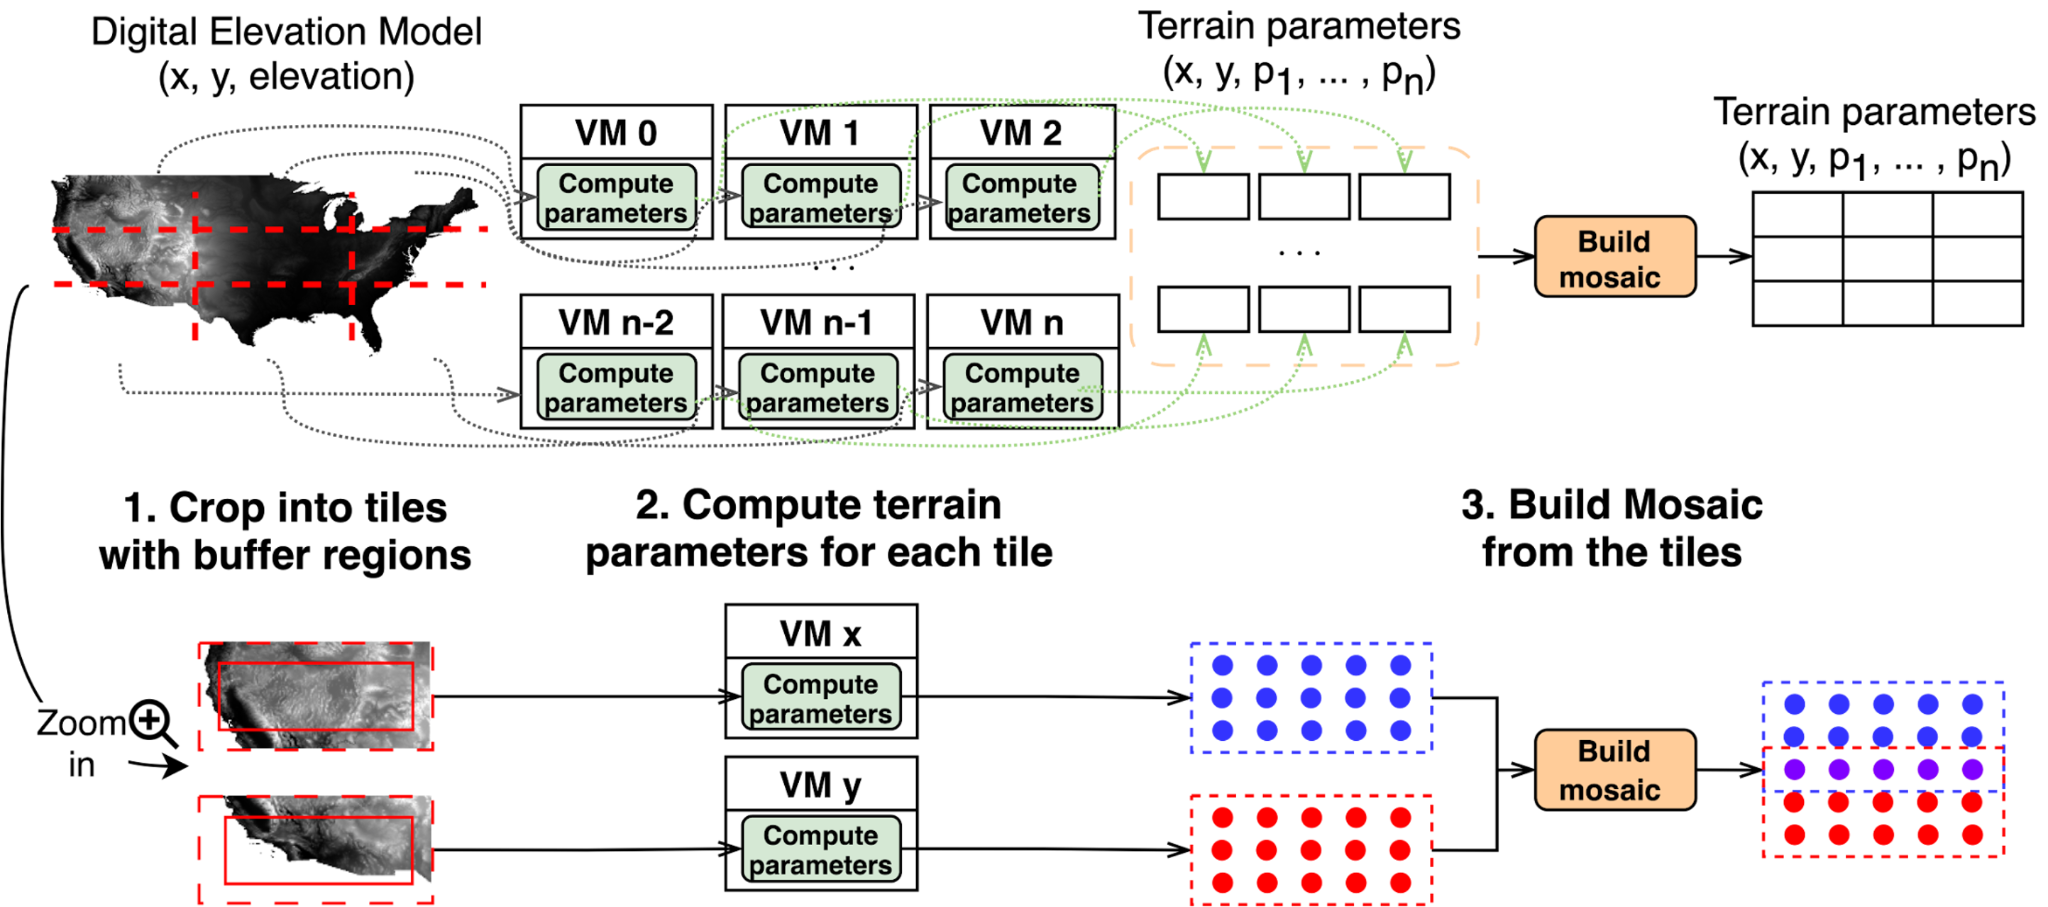 Digital Elevation Model
(x, y, elevation)
Terrain parameters
(x, y, p1, ... , pn)
Terrain parameters
(x, y, p1, ... , pn)
VM 0
VM 1
VM 2
Compute
parameters
Compute
parameters
Compute
parameters
...
...
Build
mosaic
VM n-2
VM n-1
VM n
Compute
parameters
Compute
parameters
Compute
parameters
1. Crop into tiles
with buffer regions
2. Compute terrain
parameters for each tile
3. Build Mosaic
from the tiles
Zoom
in
VM x
Compute
parameters
VM y
Compute
parameters
Build
mosaic